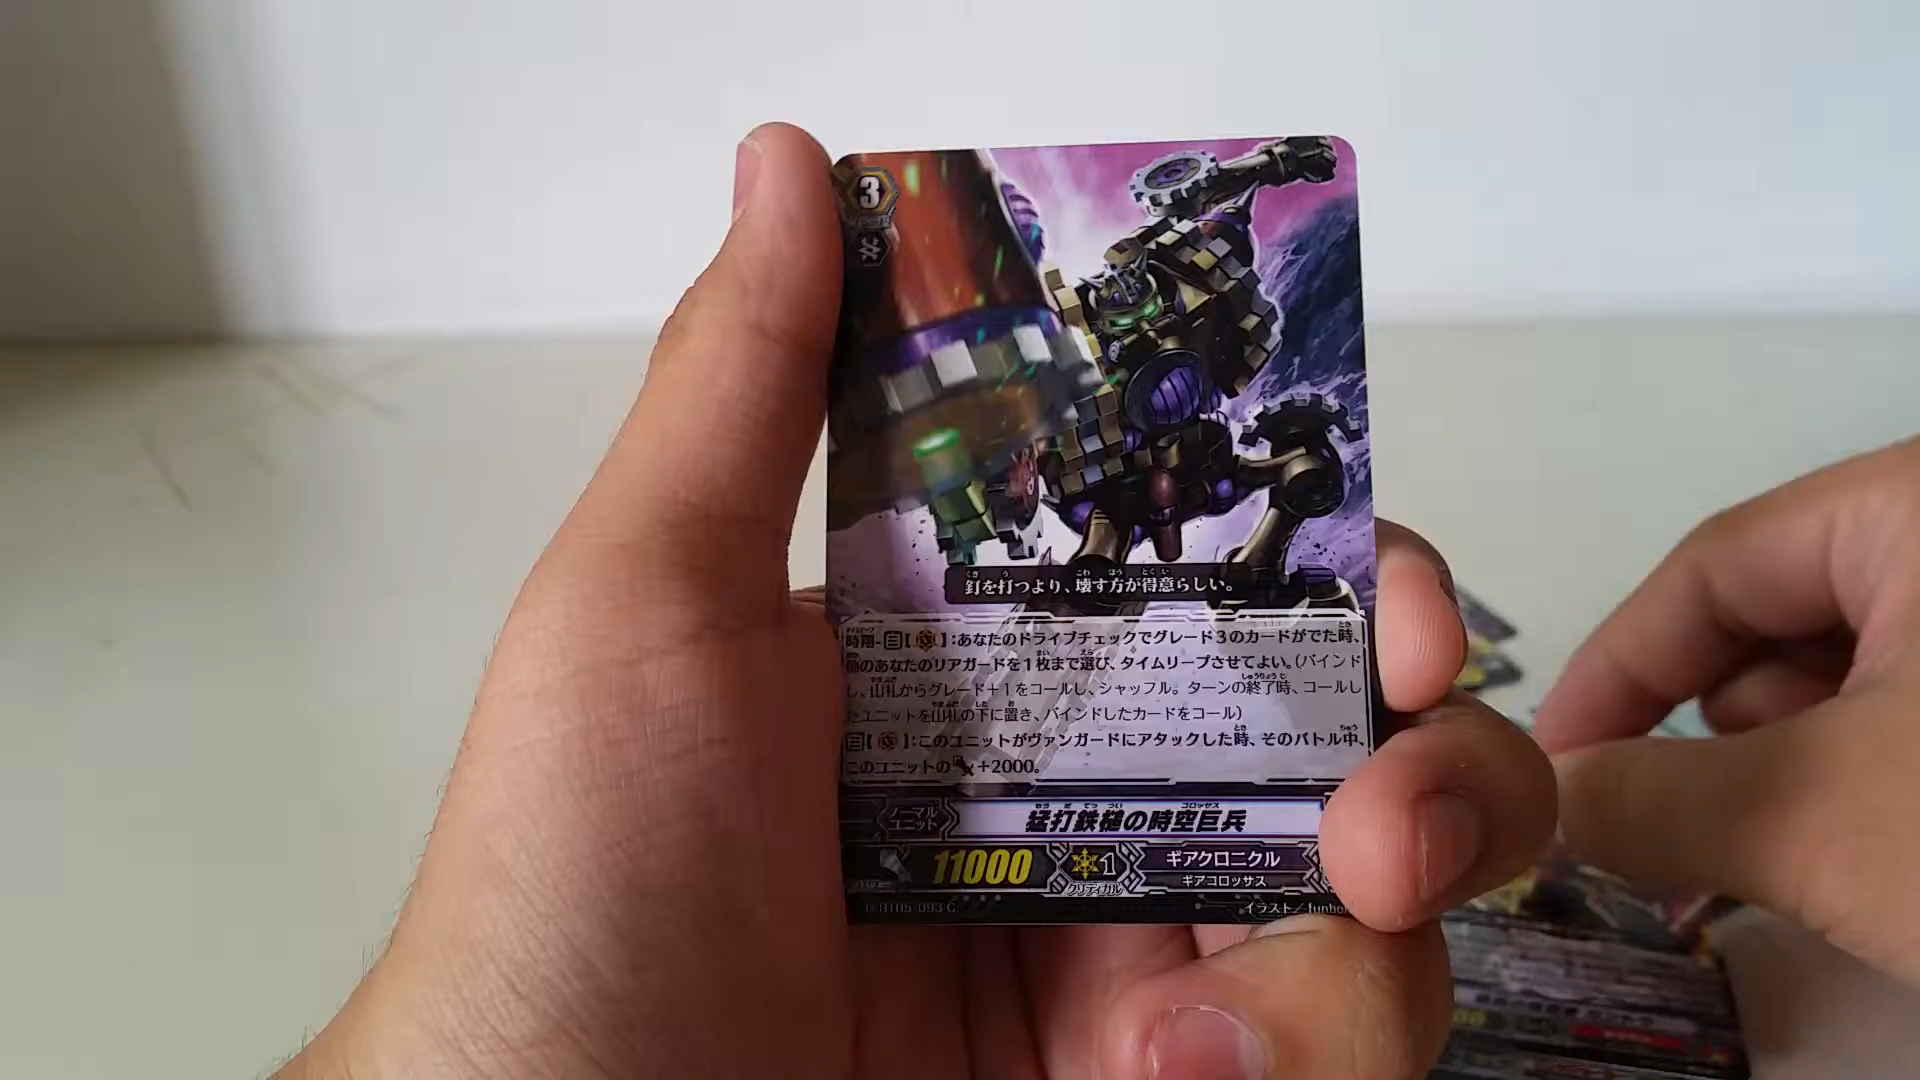 3
釘を打つより、壊す方が得意らしい。
時翔-【 】:あなたのドライブチェックでグレード3のカードがでた時、
他のあなたのリアガードを1枚まで選び、タイムリープさせてよい。(バインド
し、山札からグレード+1をコールし、シャッフル。ターンの終了時、コールし
たユニットを山札の下に置き、バインドしたカードをコール)
【 】:このユニットがヴァンガードにアタックした時、そのバトル中、
このユニットの +2000。
ノーマル
ユニット
猛打鉄槌の時空巨兵
11000
1
クリティカル
ギアクロニクル
ギアコロッサス
イラスト/